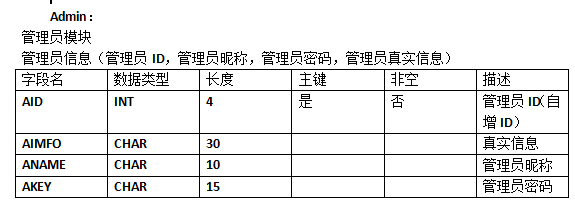 Admin:
管理员模块
管理员信息（管理员 ID，管理员昵称，管理员密码，管理员真实信息）
字段名 数据类型 长度 主键 非空 描述
AID INT 4 是 否 管理员 ID（自
增 ID）
AIMFO CHAR 30 真实信息
ANAME CHAR 10 管理员昵称
AKEY CHAR 15 管理员密码